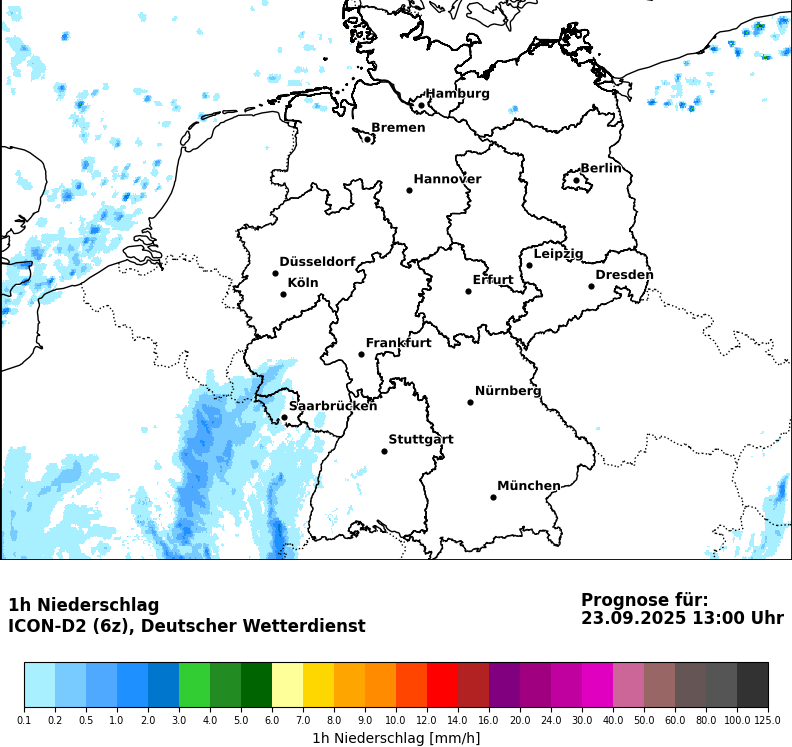 Hamburg
Bremen
Berlin
Hannover
Leipzig
Düsseldorf
Dresden
Erfurt
Köln
Frankfurt
Nürnberg
Saarbrücken
Stuttgart
München
1h Niederschlag
ICON-D2 (6z), Deutscher Wetterdienst
Prognose für:
23.09.2025 13:00 Uhr
0.1 0.2 0.5 1.0 2.0 3.0 4.0 5.0 6.0 7.0 8.0 9.0 10.0 12.0 14.0 16.0 20.0 24.0 30.0 40.0 50.0 60.0 80.0 100.0 125.0
1h Niederschlag [mm/h]